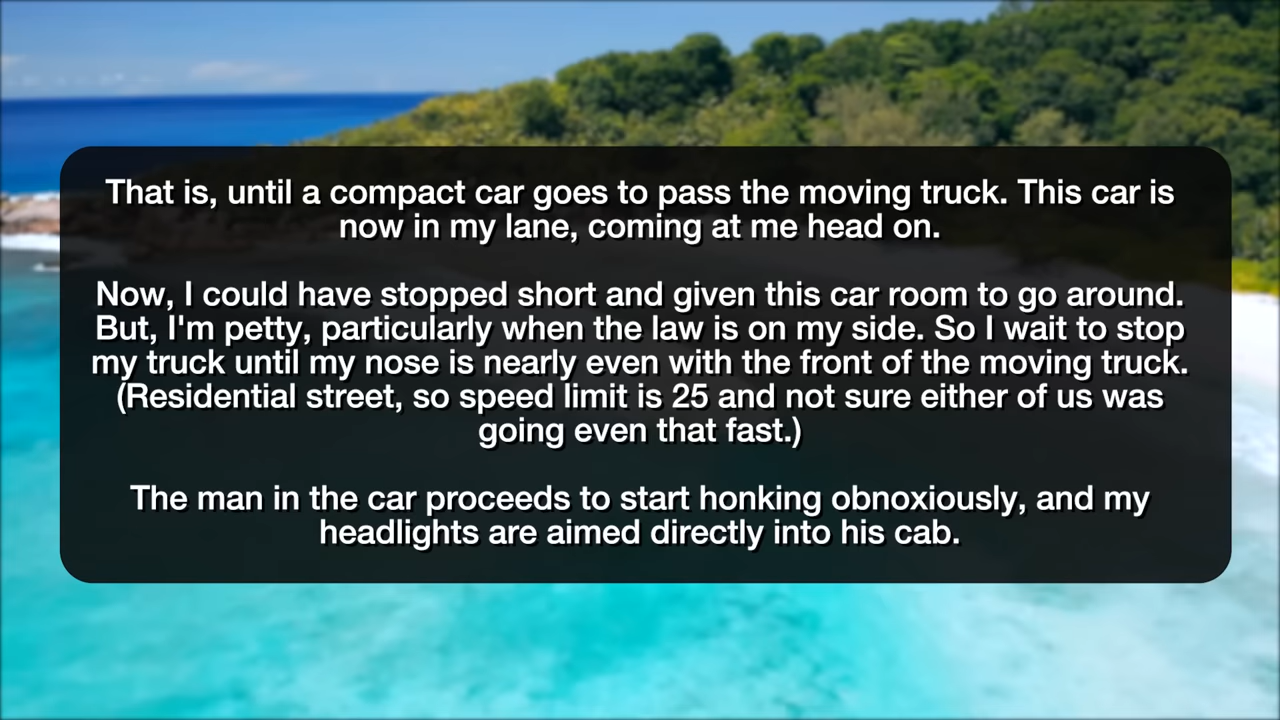 That is, until a compact car goes to pass the moving truck. This car is
now in my lane, coming at me head on.
Now, I could have stopped short and given this car room to go around.
But, I'm petty, particularly when the law is on my side. So I wait to stop
my truck until my nose is nearly even with the front of the moving truck.
(Residential street, so speed limit is 25 and not sure either of us was
going even that fast.)
The man in the car proceeds to start honking obnoxiously, and my
headlights are aimed directly into his cab.